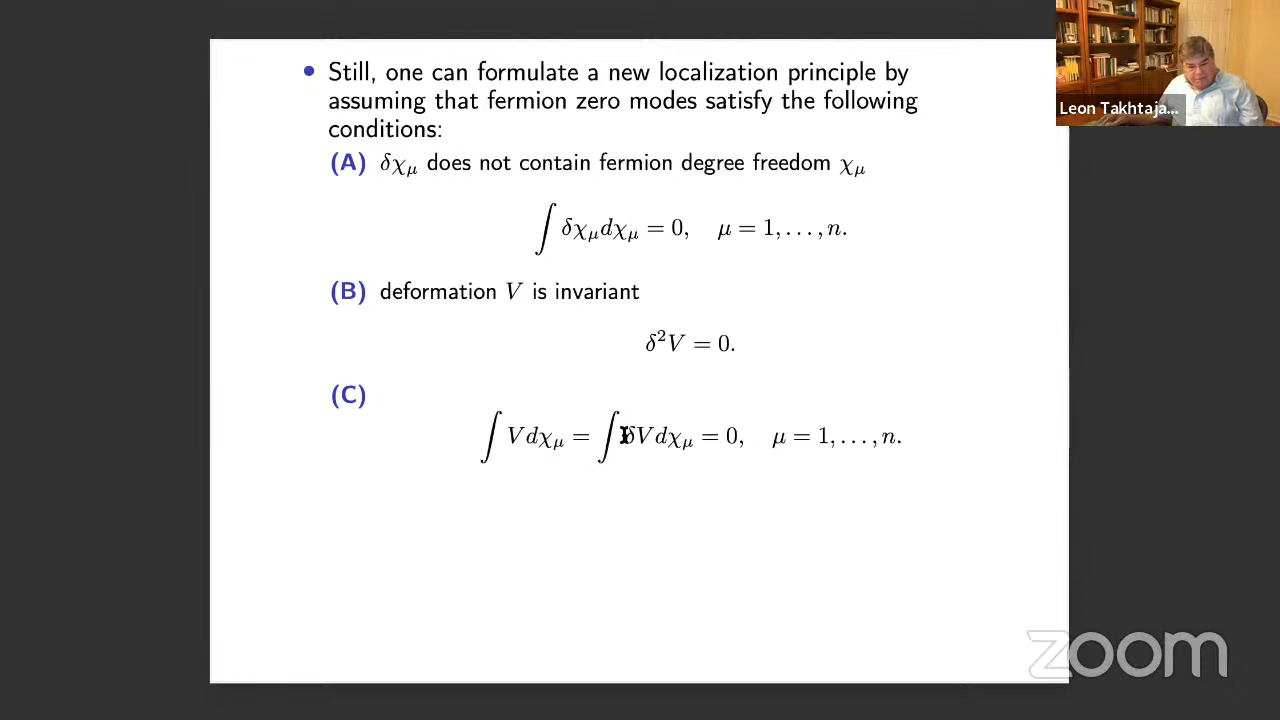 • Still, one can formulate a new localization principle by
assuming that fermion zero modes satisfy the following
conditions:
(A) δχ_μ does not contain fermion degree freedom χ_μ
∫ δχ_μ dχ_μ = 0, μ = 1, . . . , n.
(B) deformation V is invariant
δ²V = 0.
(C)
∫ V dχ_μ = ∫ δV dχ_μ = 0, μ = 1, . . . , n.
Leon Takhtaja...
zoom